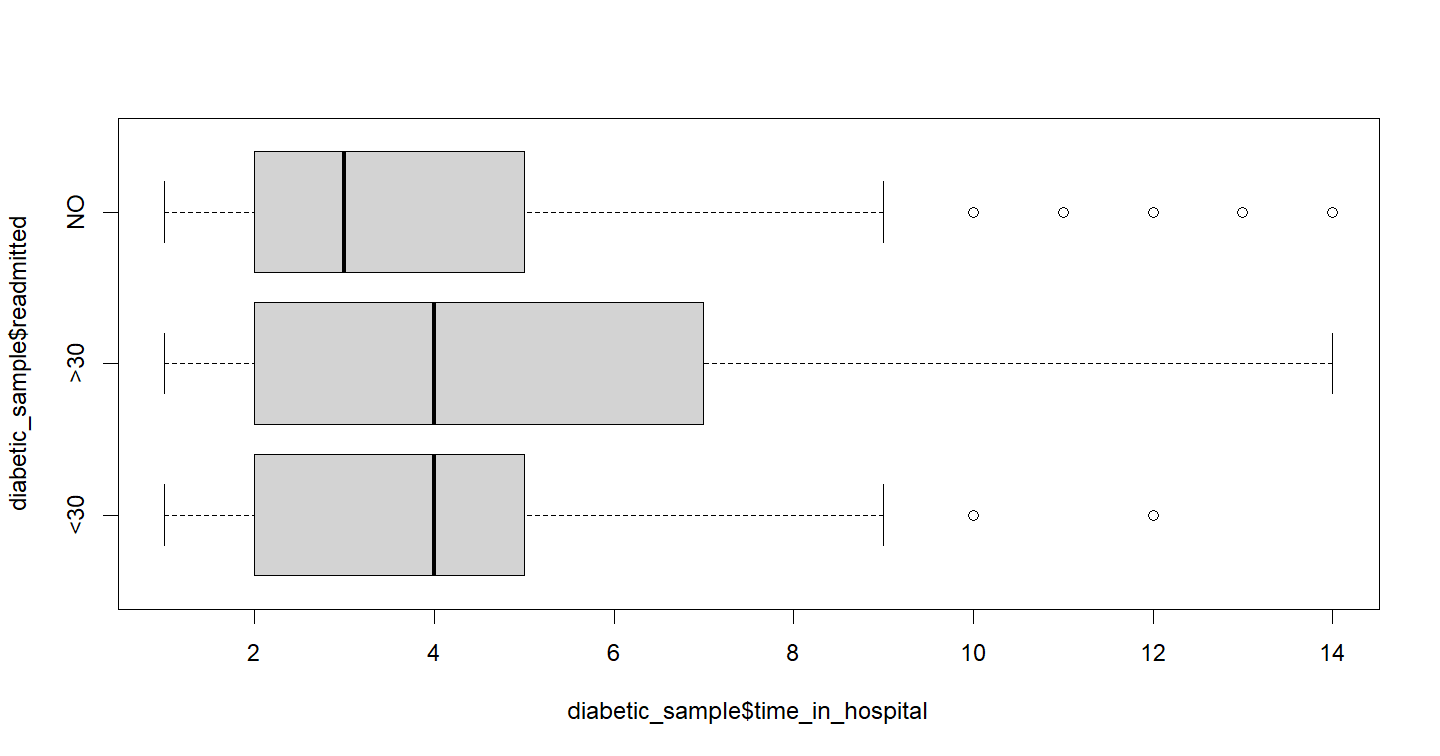 diabetic_sample$readmitted
NO
>30
<30
2 4 6 8 10 12 14
diabetic_sample$time_in_hospital